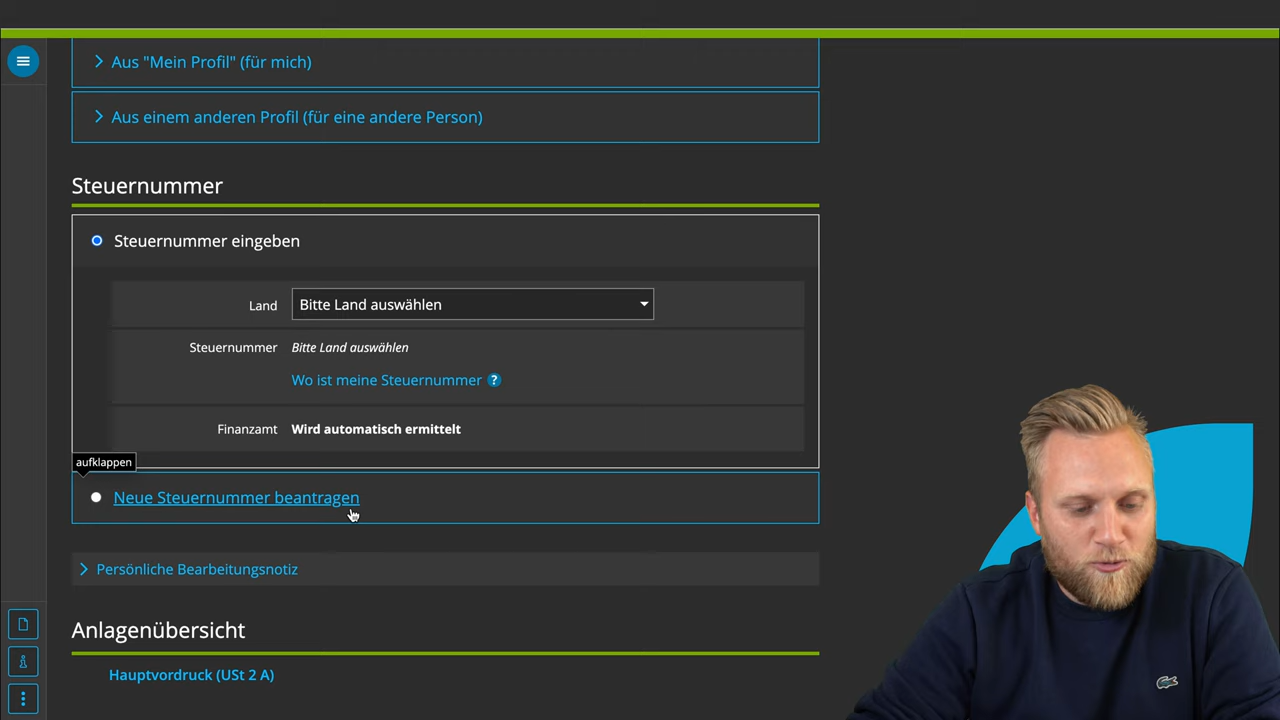 Aus "Mein Profil" (für mich)
Aus einem anderen Profil (für eine andere Person)
Steuernummer
Steuernummer eingeben
Land
Bitte Land auswählen
Steuernummer
Bitte Land auswählen
Wo ist meine Steuernummer ?
Finanzamt
Wird automatisch ermittelt
aufklappen
Neue Steuernummer beantragen
Persönliche Bearbeitungsnotiz
Anlagenübersicht
Hauptvordruck (USt 2 A)